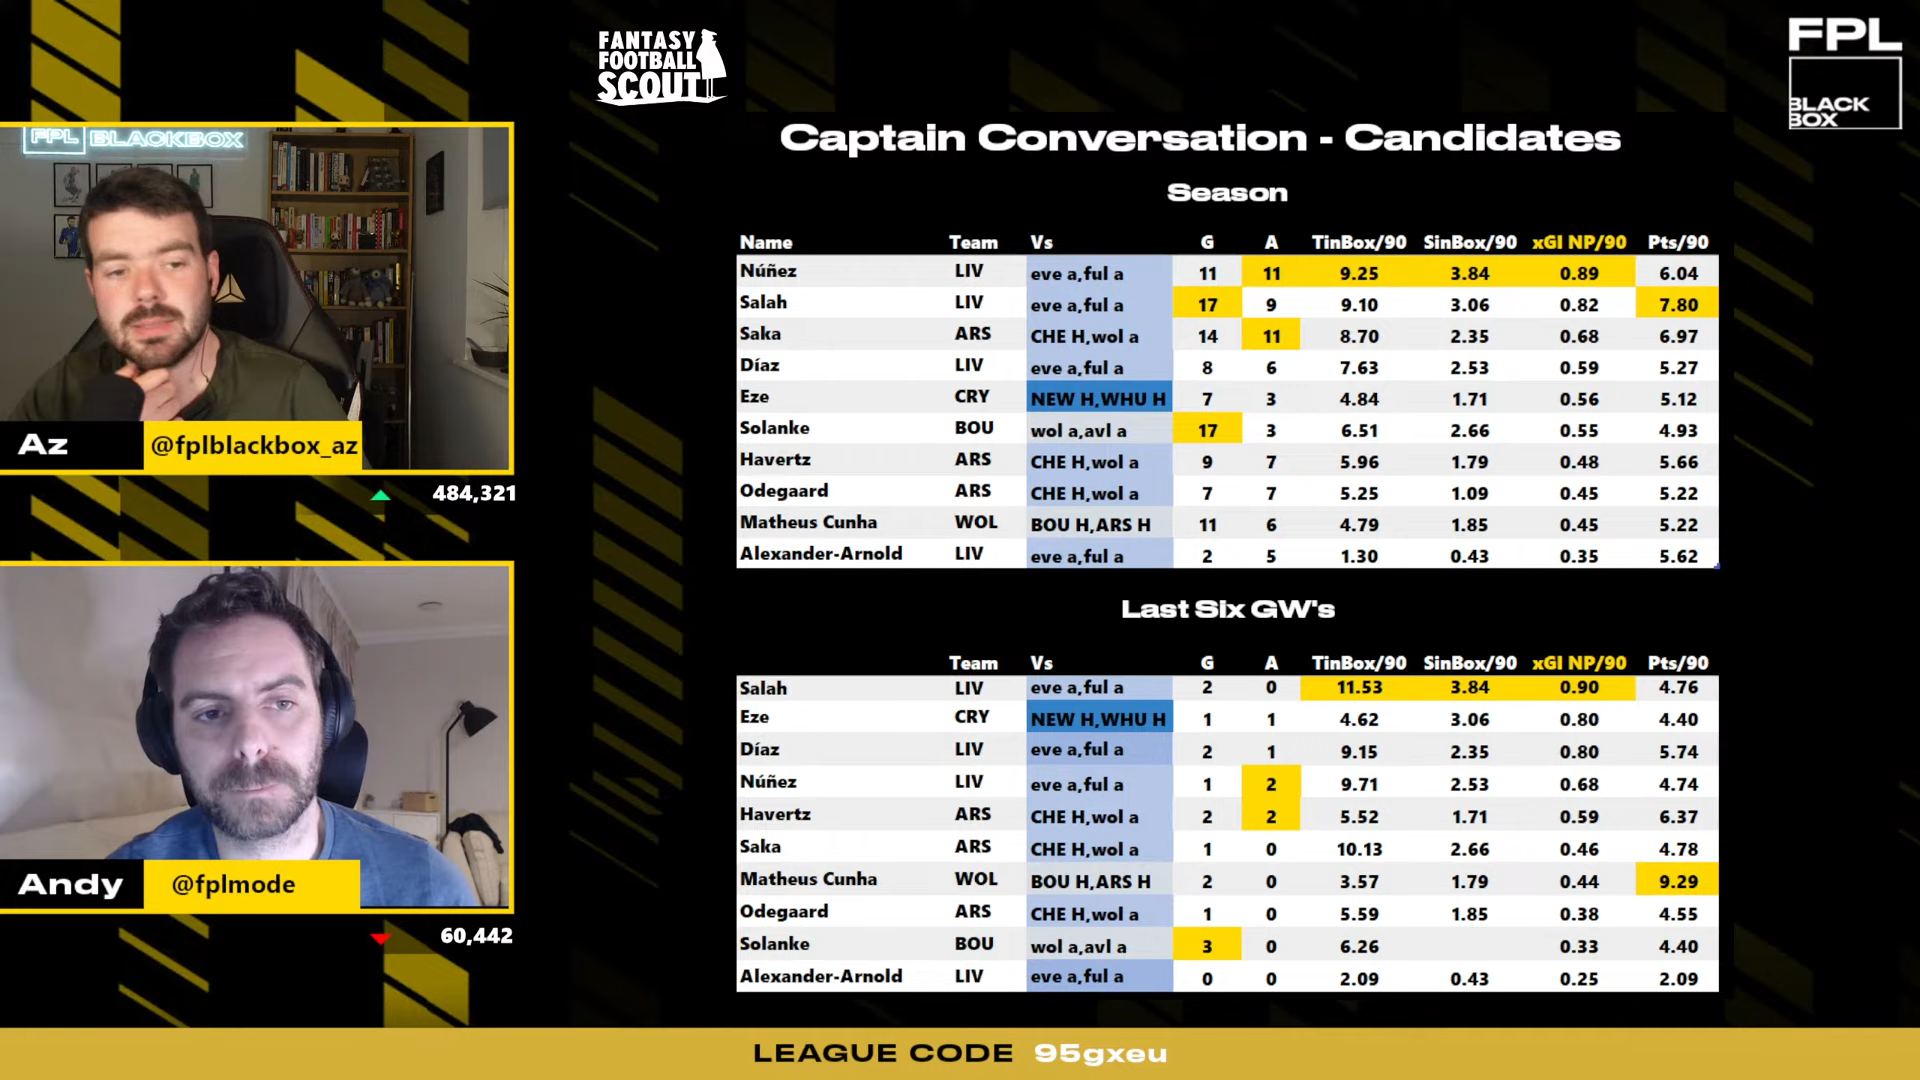 FANTASY
FOOTBALL
SCOUT
FPL
BLACK
BOX
FPL BLACKBOX
Az @fplblackbox_az
484,321
Andy @fplmode
60,442
Captain Conversation - Candidates
Season
Name Team Vs G A TinBox/90 SinBox/90 xGI NP/90 Pts/90
Núñez LIV eve a,ful a 11 11 9.25 3.84 0.89 6.04
Salah LIV eve a,ful a 17 9 9.10 3.06 0.82 7.80
Saka ARS CHE H,wol a 14 11 8.70 2.35 0.68 6.97
Díaz LIV eve a,ful a 8 6 7.63 2.53 0.59 5.27
Eze CRY NEW H,WHU H 7 3 4.84 1.71 0.56 5.12
Solanke BOU wol a,avl a 17 3 6.51 2.66 0.55 4.93
Havertz ARS CHE H,wol a 9 7 5.96 1.79 0.48 5.66
Odegaard ARS CHE H,wol a 7 7 5.25 1.09 0.45 5.22
Matheus Cunha WOL BOU H,ARS H 11 6 4.79 1.85 0.45 5.22
Alexander-Arnold LIV eve a,ful a 2 5 1.30 0.43 0.35 5.62
Last Six GW's
Team Vs G A TinBox/90 SinBox/90 xGI NP/90 Pts/90
Salah LIV eve a,ful a 2 0 11.53 3.84 0.90 4.76
Eze CRY NEW H,WHU H 1 1 4.62 3.06 0.80 4.40
Díaz LIV eve a,ful a 2 1 9.15 2.35 0.80 5.74
Núñez LIV eve a,ful a 1 2 9.71 2.53 0.68 4.74
Havertz ARS CHE H,wol a 2 2 5.52 1.71 0.59 6.37
Saka ARS CHE H,wol a 1 0 10.13 2.66 0.46 4.78
Matheus Cunha WOL BOU H,ARS H 2 0 3.57 1.79 0.44 9.29
Odegaard ARS CHE H,wol a 1 0 5.59 1.85 0.38 4.55
Solanke BOU wol a,avl a 3 0 6.26 0.33 4.40
Alexander-Arnold LIV eve a,ful a 0 0 2.09 0.43 0.25 2.09
LEAGUE CODE 95gxeu